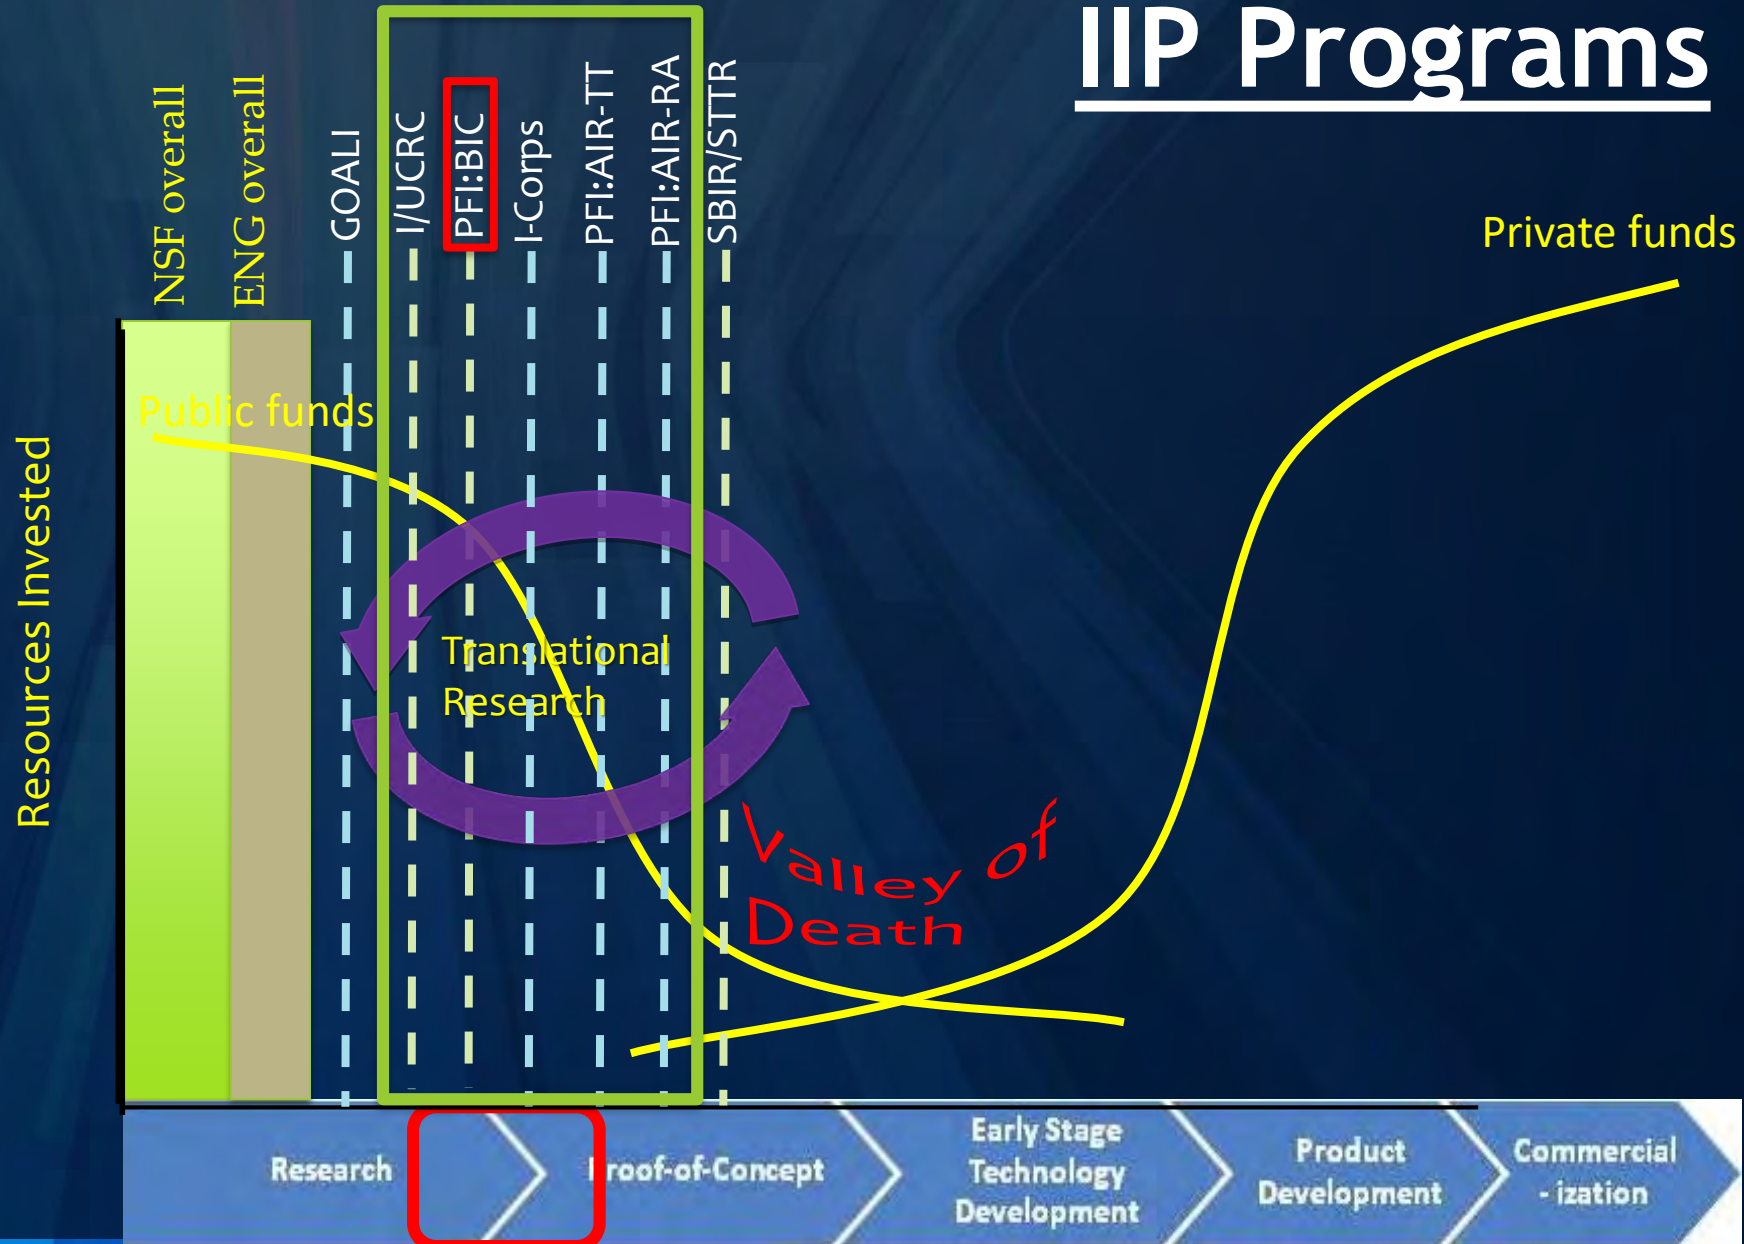 IIP Programs
NSF overall
ENG overall
GOALI
I/UCRC
PFI:BIC
I-Corps
PFI:AIR-TT
PFI:AIR-RA
SBIR/STTR
Private funds
Public funds
Resources Invested
Translational
Research
Valley of
Death
Research
Proof-of-Concept
Early Stage
Technology
Development
Product
Development
Commercial
- ization